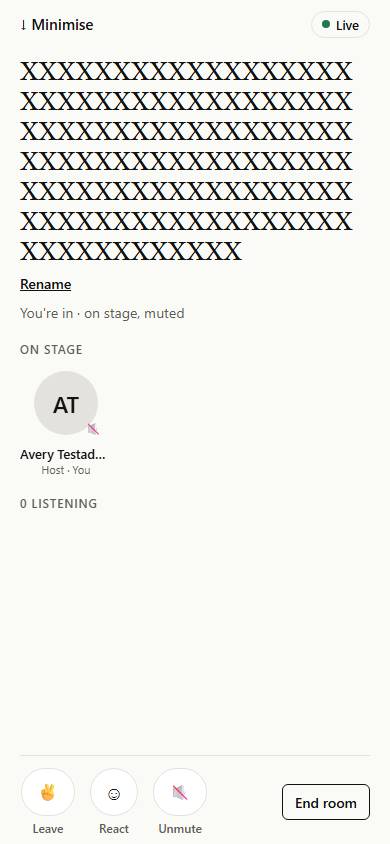 ↓ Minimise
Live
XXXXXXXXXXXXXXXXXX
XXXXXXXXXXXXXXXXXX
XXXXXXXXXXXXXXXXXX
XXXXXXXXXXXXXXXXXX
XXXXXXXXXXXXXXXXXX
XXXXXXXXXXXXXXXXXX
XXXXXXXXXXXX
Rename
You're in · on stage, muted
ON STAGE
AT
Avery Testad...
Host · You
0 LISTENING
Leave
React
Unmute
End room